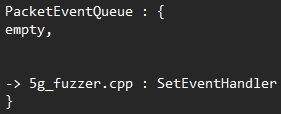 PacketEventQueue : {
empty,
-> 5g_fuzzer.cpp : SetEventHandler
}